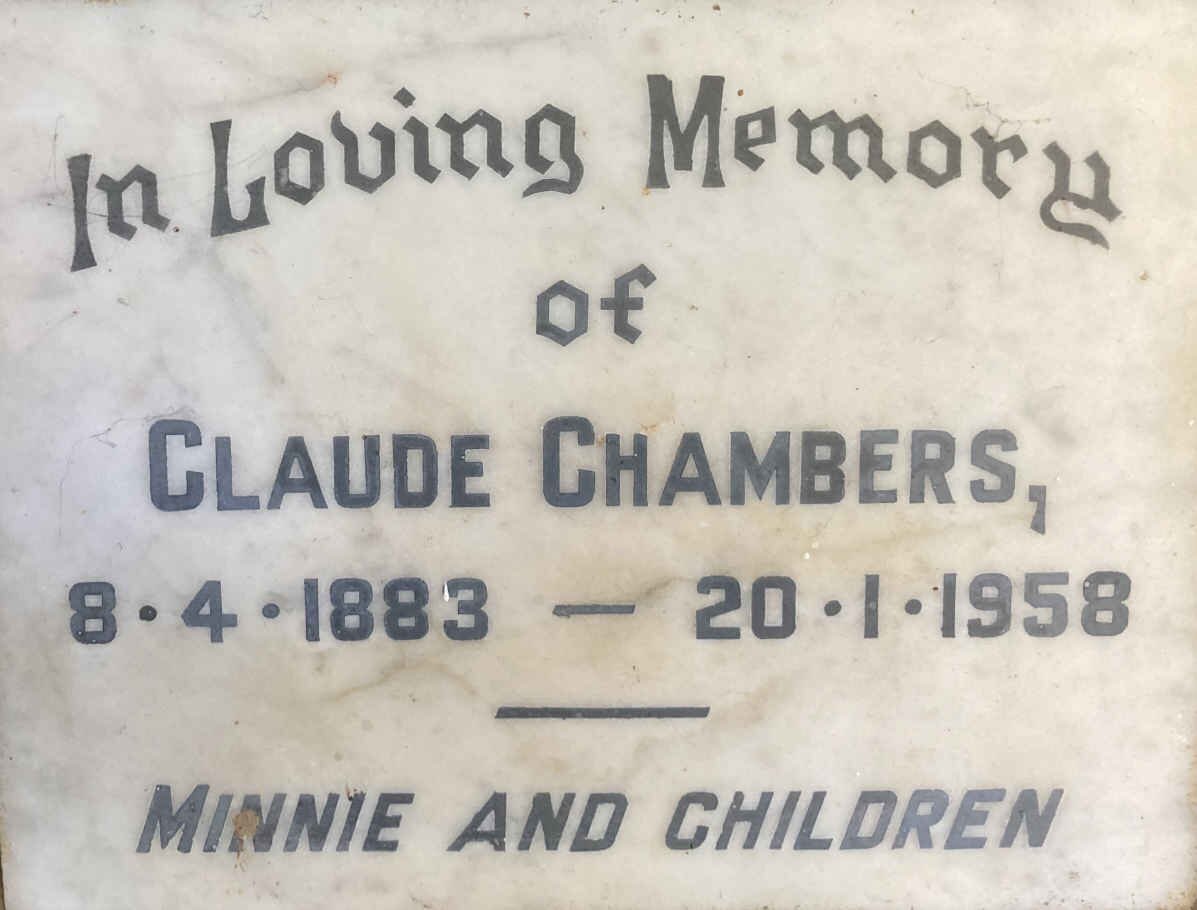 In Loving Memory
of
CLAUDE CHAMBERS,
8·4·1883 — 20·1·1958
MINNIE AND CHILDREN